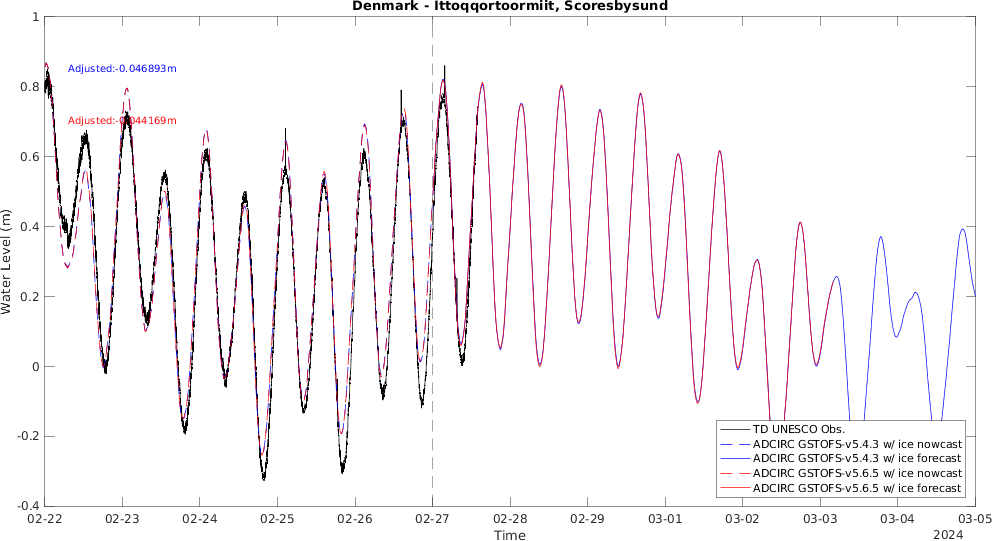 Denmark - Ittoqqortoormiit, Scoresbysund
Adjusted:-0.046893m
Adjusted:-0.044169m
Water Level (m)
1
0.8
0.6
0.4
0.2
0
-0.2
-0.4
TD UNESCO Obs.
ADCIRC GSTOFS-v5.4.3 w/ ice nowcast
ADCIRC GSTOFS-v5.4.3 w/ ice forecast
ADCIRC GSTOFS-v5.6.5 w/ ice nowcast
ADCIRC GSTOFS-v5.6.5 w/ ice forecast
02-22 02-23 02-24 02-25 02-26 02-27 02-28 02-29 03-01 03-02 03-03 03-04 03-05
Time
2024